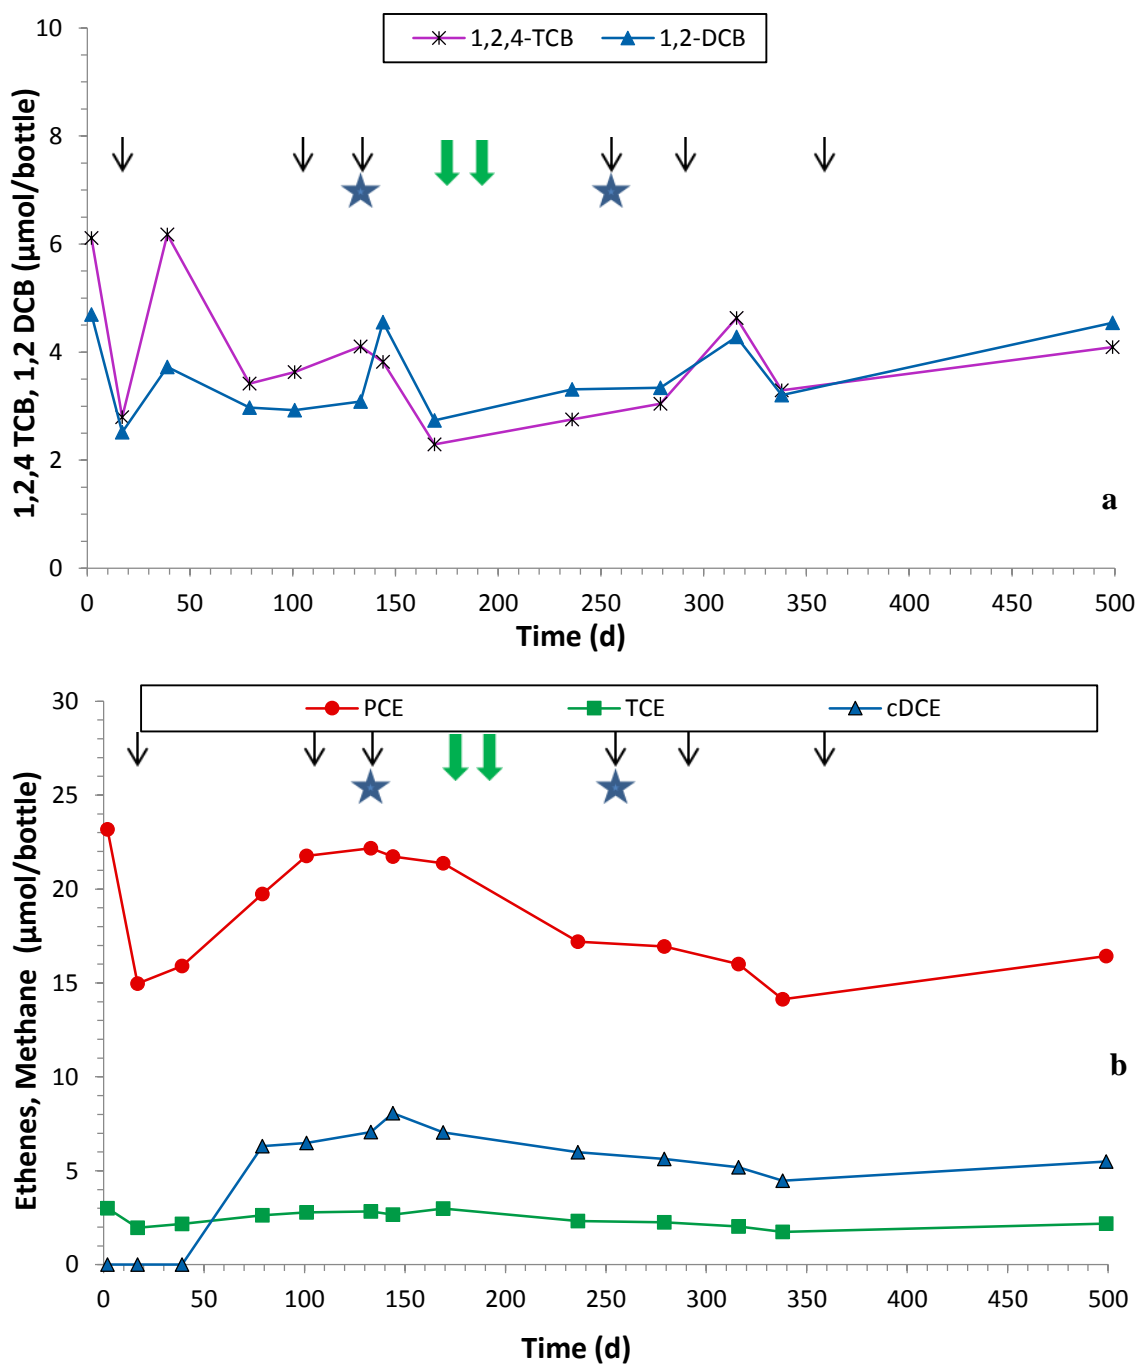 1,2,4-TCB 1,2-DCB
10
8
6
4
2
0
1,2,4 TCB, 1,2 DCB (µmol/bottle)
a
0 50 100 150 200 250 300 350 400 450 500
Time (d)
PCE TCE cDCE
30
25
20
15
10
5
0
Ethenes, Methane (µmol/bottle)
b
0 50 100 150 200 250 300 350 400 450 500
Time (d)